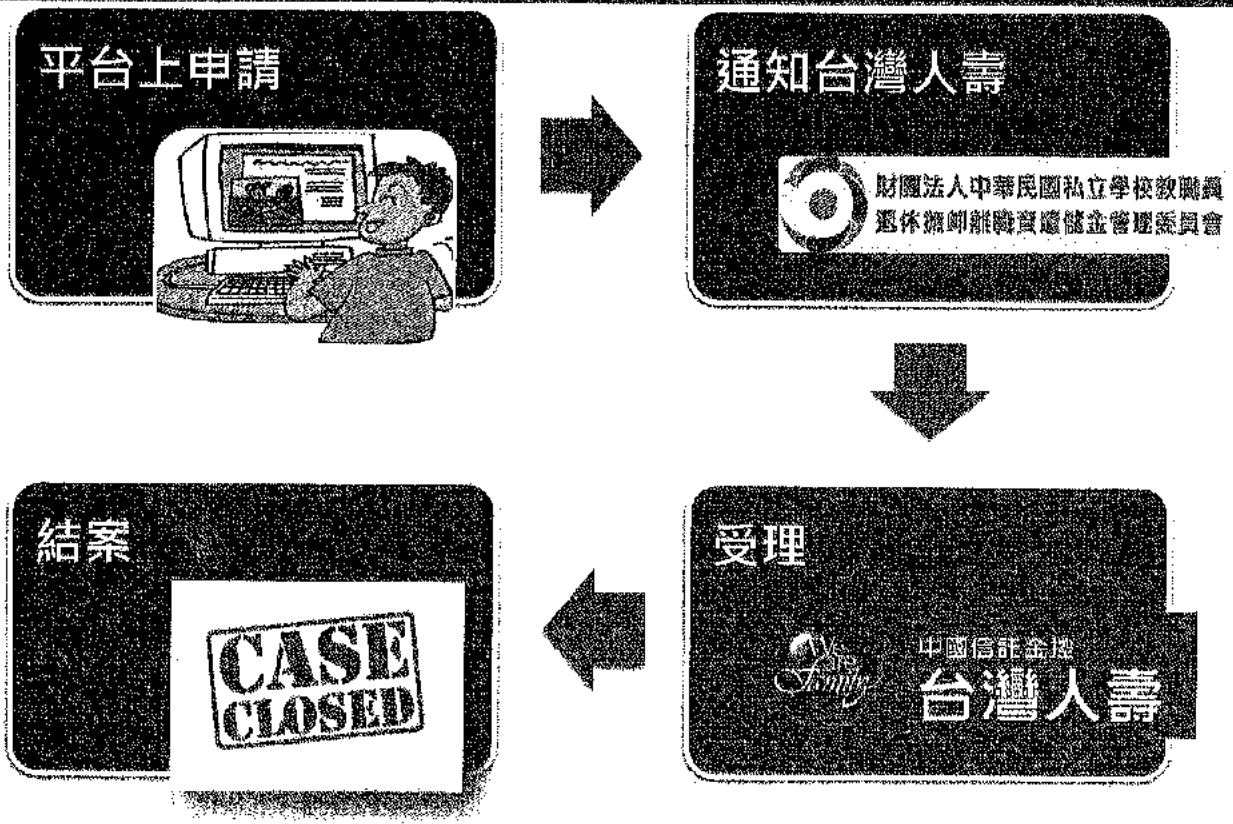 平台上申請
通知台灣人壽
財團法人中華民國私立學校教職員
退休撫卹離職資遣儲金管理委員會
受理
We
Are
Family
中國信託金控
台灣人壽
結案
CASE
CLOSED